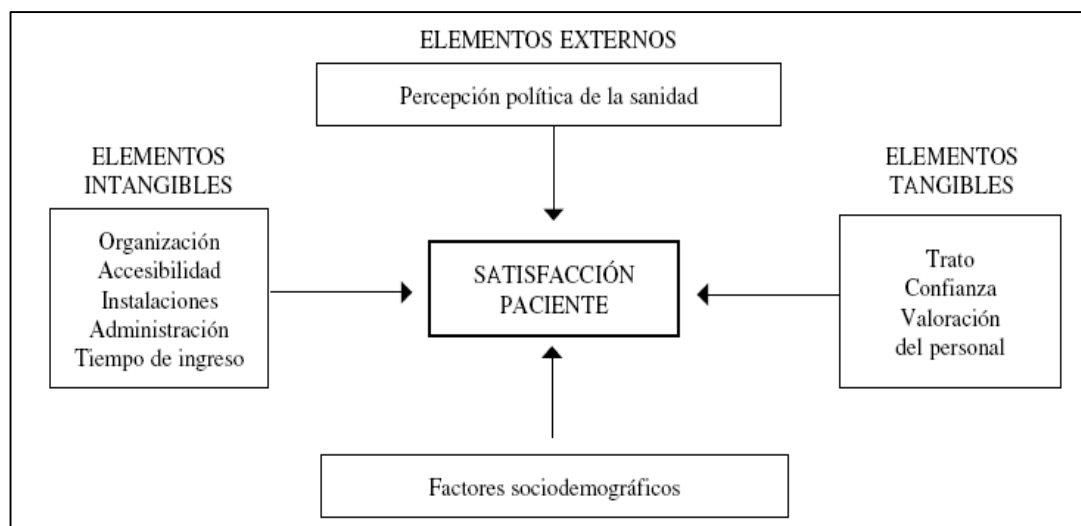 ELEMENTOS EXTERNOS
Percepción política de la sanidad
ELEMENTOS
INTANGIBLES
Organización
Accesibilidad
Instalaciones
Administración
Tiempo de ingreso
SATISFACCIÓN
PACIENTE
ELEMENTOS
TANGIBLES
Trato
Confianza
Valoración
del personal
Factores sociodemográficos